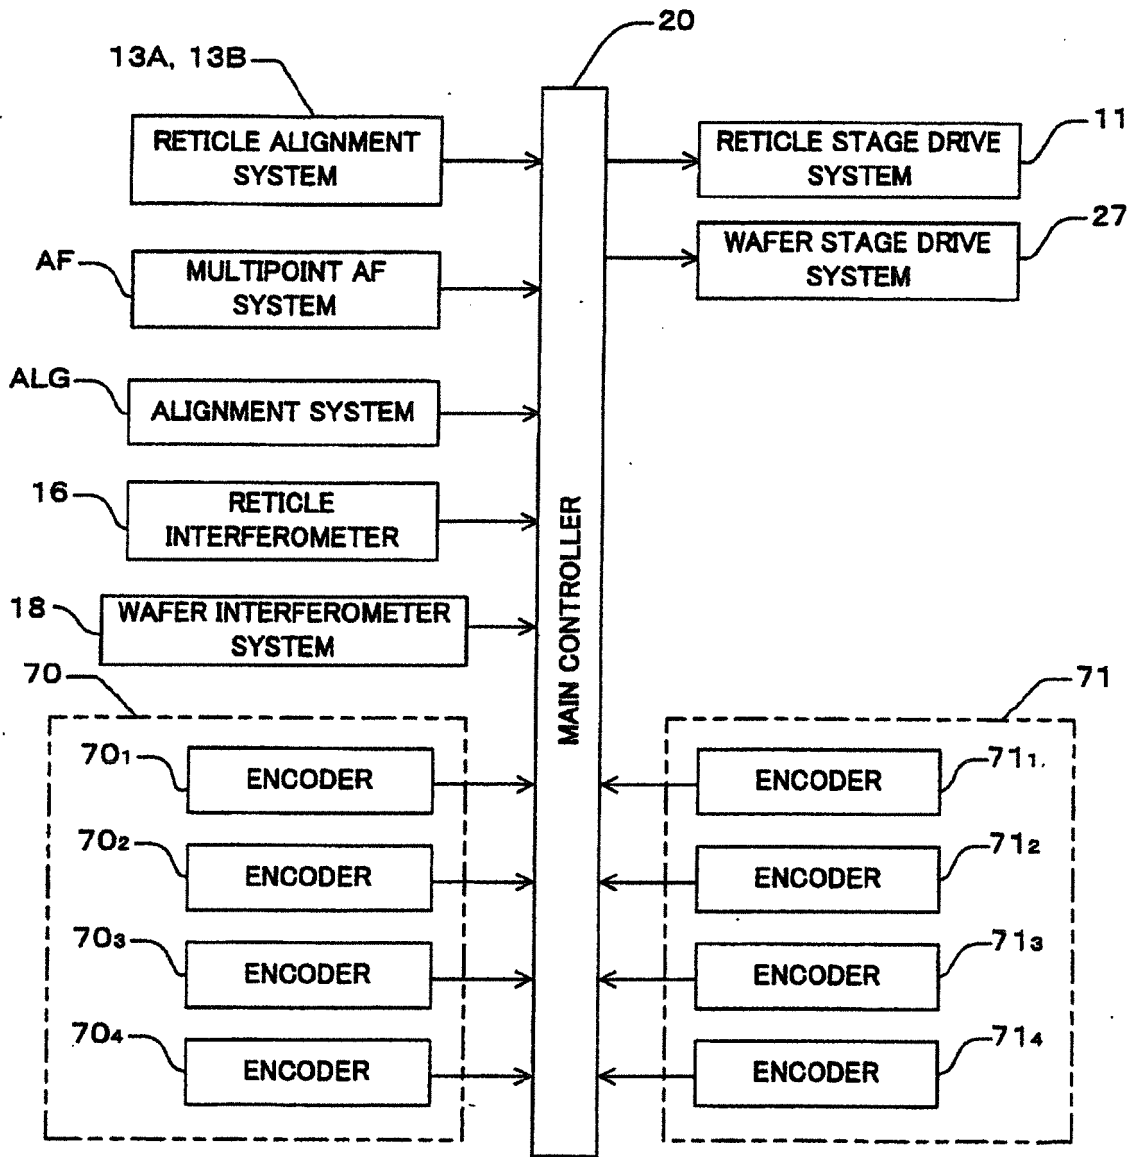 20
13A, 13B
RETICLE ALIGNMENT
SYSTEM
RETICLE STAGE DRIVE
SYSTEM
11
WAFER STAGE DRIVE
SYSTEM
27
AF
MULTIPOINT AF
SYSTEM
ALG
ALIGNMENT SYSTEM
16
RETICLE
INTERFEROMETER
18
WAFER INTERFEROMETER
SYSTEM
MAIN CONTROLLER
70
70₁
ENCODER
70₂
ENCODER
70₃
ENCODER
70₄
ENCODER
71
ENCODER
71₁
ENCODER
71₂
ENCODER
71₃
ENCODER
71₄